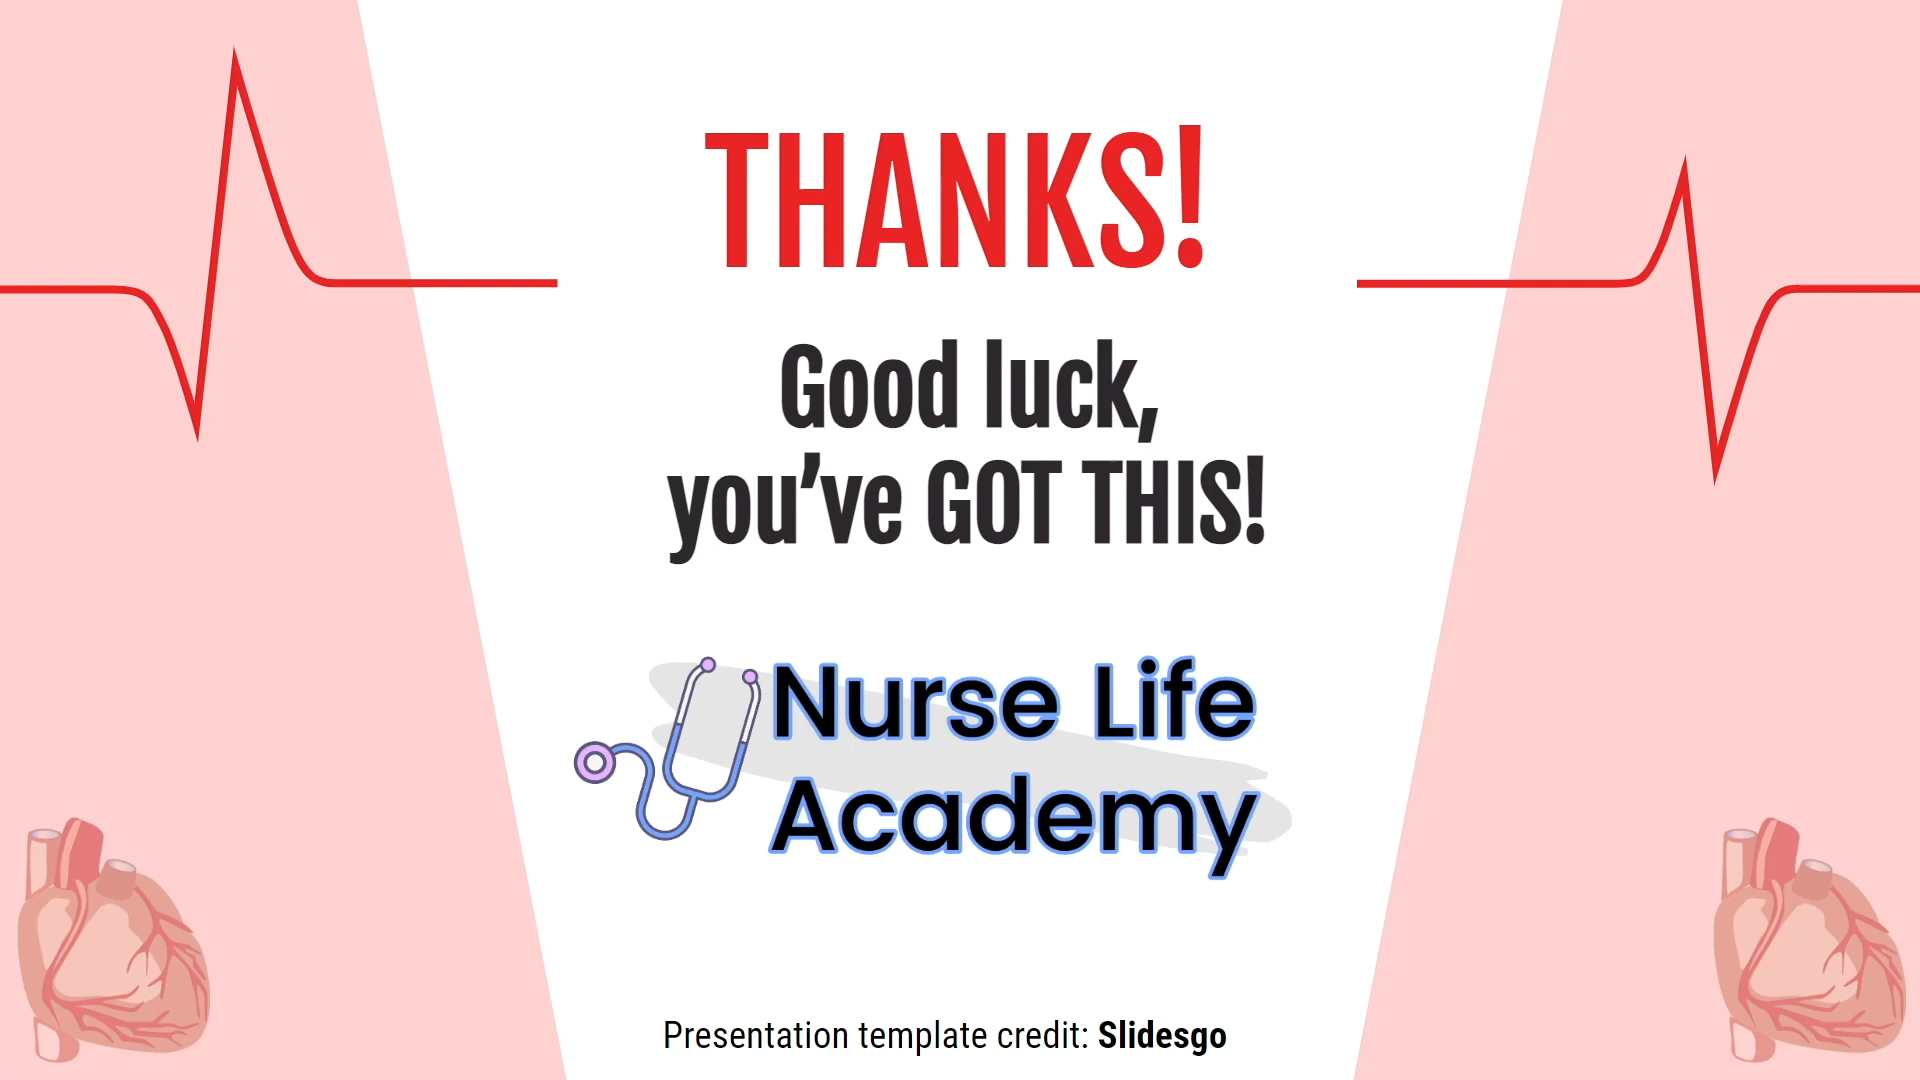 THANKS!
Good luck,
you’ve GOT THIS!
Nurse Life
Academy
Presentation template credit: Slidesgo